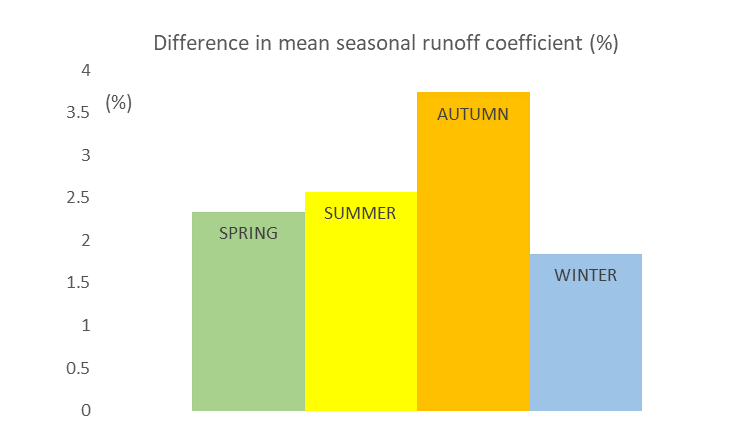 Difference in mean seasonal runoff coefficient (%)
4
(%)
3.5
AUTUMN
3
2.5
SUMMER
SPRING
2
WINTER
1.5
1
0.5
0